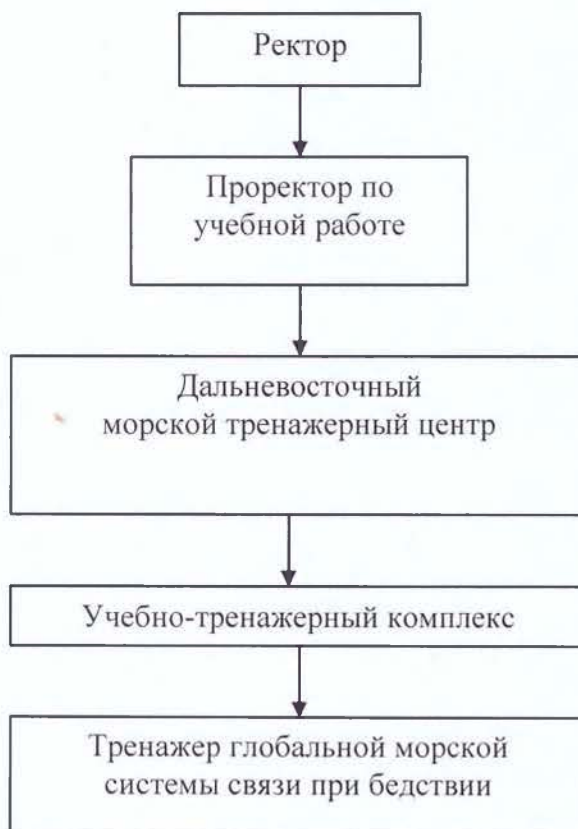 Ректор
Проректор по
учебной работе
Дальневосточный
морской тренажерный центр
Учебно-тренажерный комплекс
Тренажер глобальной морской
системы связи при бедствии